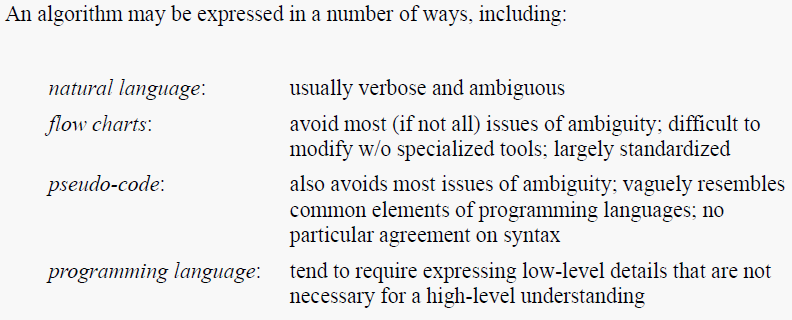 An algorithm may be expressed in a number of ways, including:
natural language: usually verbose and ambiguous
flow charts: avoid most (if not all) issues of ambiguity; difficult to
modify w/o specialized tools; largely standardized
pseudo-code: also avoids most issues of ambiguity; vaguely resembles
common elements of programming languages; no
particular agreement on syntax
programming language: tend to require expressing low-level details that are not
necessary for a high-level understanding